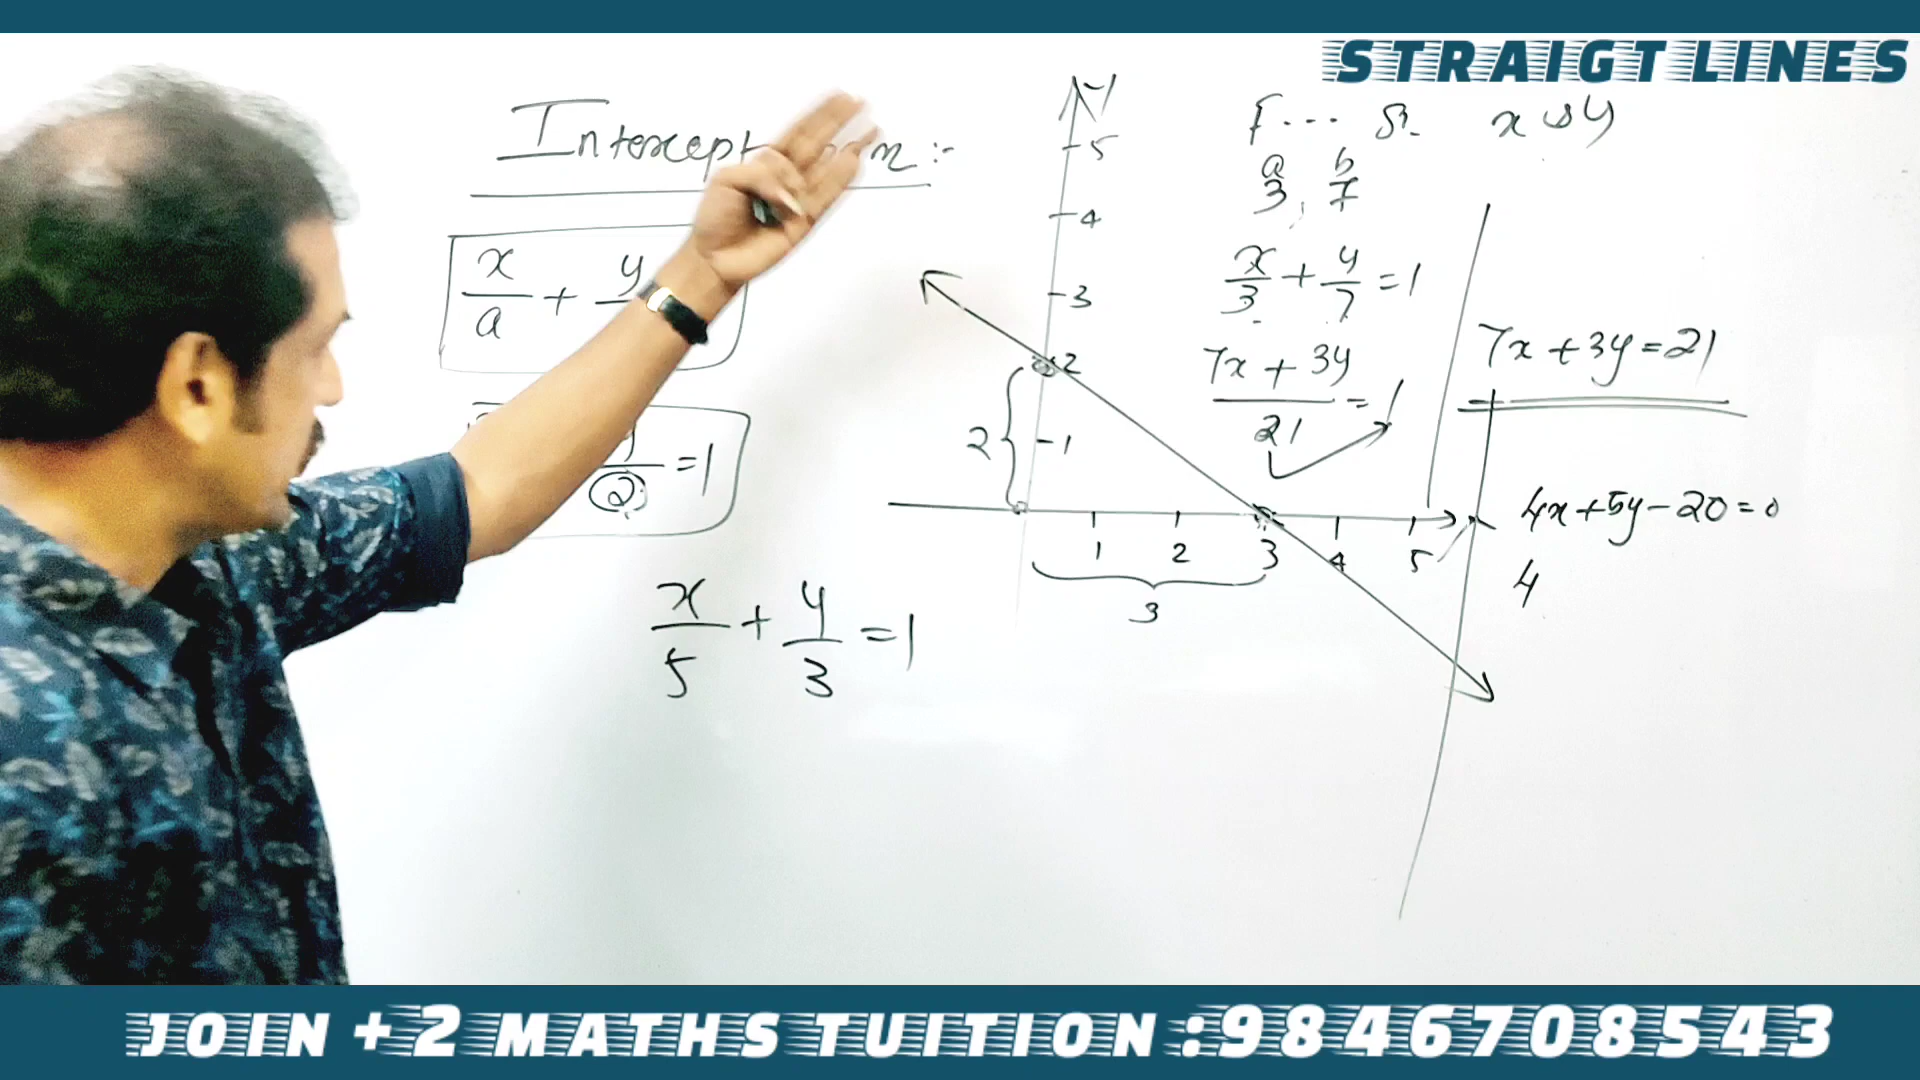 STRAIGT LINES
Intercept
x/a + y
y/2 = 1
x/5 + y/3 = 1
Y
5
4
3
2
1
2
1 2 3 4 5
3
x y
a b
3, 7
x/3 + y/7 = 1
7x + 3y / 21 = 1
7x + 3y = 21
4x + 5y - 20 = 0
4
JOIN +2 MATHS TUITION :9846708543